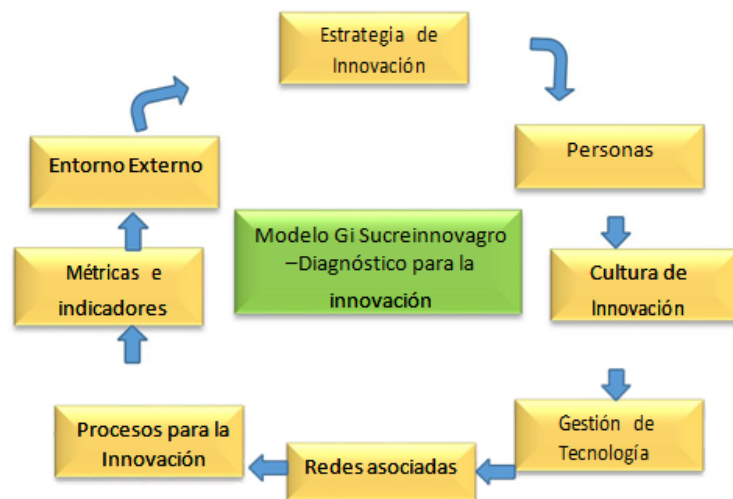 Estrategia de
Innovación
Personas
Cultura de
Innovación
Gestión de
Tecnología
Redes asociadas
Procesos para la
Innovación
Métricas e
indicadores
Entorno Externo
Modelo Gi Sucreinnovagro
–Diagnóstico para la
innovación